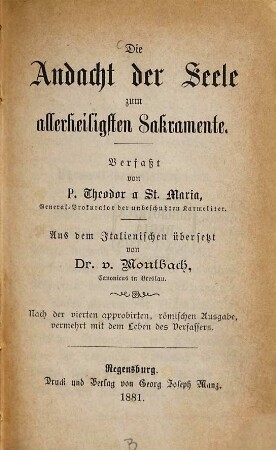 Die
Andacht der Seele
zum
allerheiligsten Sakramente.
Verfaßt
von
P. Theodor a St. Maria,
General-Prokurator der unbeschuhten Karmeliter.
Aus dem Italienischen übersetzt
von
Dr. v. Montbach,
Canonicus in Breslau.
Nach der vierten approbirten, römischen Ausgabe,
vermehrt mit dem Leben des Verfassers.
Regensburg.
Druck und Verlag von Georg Joseph Manz.
1881.